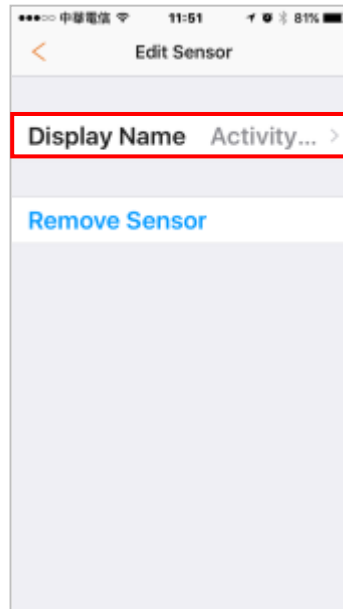 中華電信 11:51 81%
Edit Sensor
Display Name Activity...
Remove Sensor